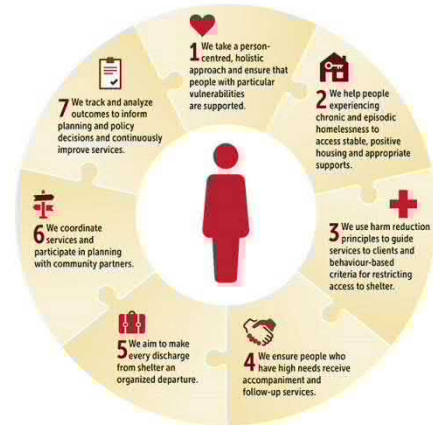 1 We take a person-
centred, holistic
approach and ensure that
people with particular
vulnerabilities
are supported.
2 We help people
experiencing
chronic and episodic
homelessness to
access stable, positive
housing and appropriate
supports.
3 We use harm reduction
principles to guide
services to clients and
behaviour-based
criteria for restricting
access to shelter.
4 We ensure people who
have high needs receive
accompaniment and
follow-up services.
5 We aim to make
every discharge
from shelter an
organized departure.
6 We coordinate
services and
participate in planning
with community partners.
7 We track and analyze
outcomes to inform
planning and policy
decisions and continuously
improve services.